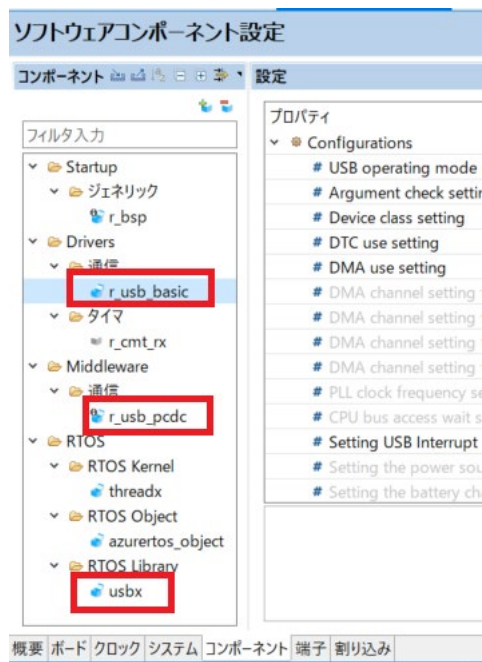 ソフトウェアコンポーネント設定
コンポーネント
フィルタ入力
Startup
ジェネリック
r_bsp
Drivers
通信
r_usb_basic
タイマ
r_cmt_rx
Middleware
通信
r_usb_pcdc
RTOS
RTOS Kernel
threadx
RTOS Object
azurertos_object
RTOS Library
usbx
設定
プロパティ
Configurations
# USB operating mode
# Argument check settin
# Device class setting
# DTC use setting
# DMA use setting
# DMA channel setting
# DMA channel setting
# DMA channel setting
# DMA channel setting
# PLL clock frequency se
# CPU bus access wait s
# Setting USB Interrupt
# Setting the power sou
# Setting the battery ch
概要 ボード クロック システム コンポーネント 端子 割り込み